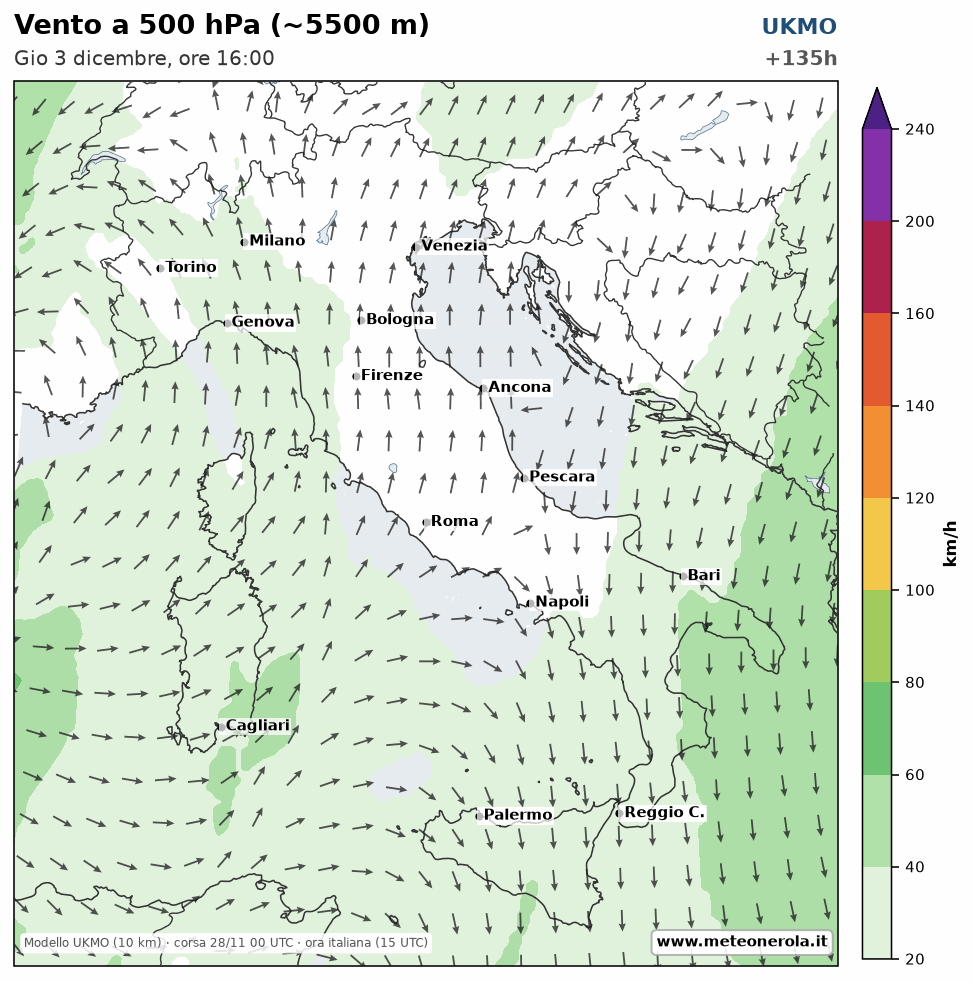 Vento a 500 hPa (~5500 m)
UKMO
Gio 3 dicembre, ore 16:00
+135h
240
200
160
140
120
100
80
60
40
20
km/h
Milano
Venezia
Torino
Genova
Bologna
Firenze
Ancona
Pescara
Roma
Bari
Napoli
Cagliari
Palermo
Reggio C.
Modello UKMO (10 km) · corsa 28/11 00 UTC · ora italiana (15 UTC)
www.meteonerola.it